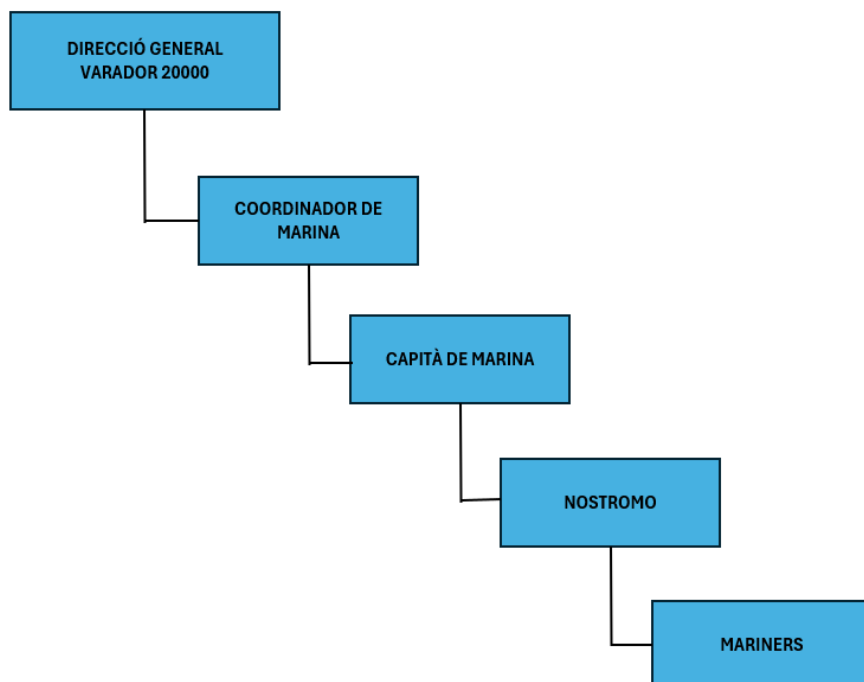 DIRECCIÓ GENERAL
VARADOR 20000
COORDINADOR DE
MARINA
CAPITÀ DE MARINA
NOSTROMO
MARINERS